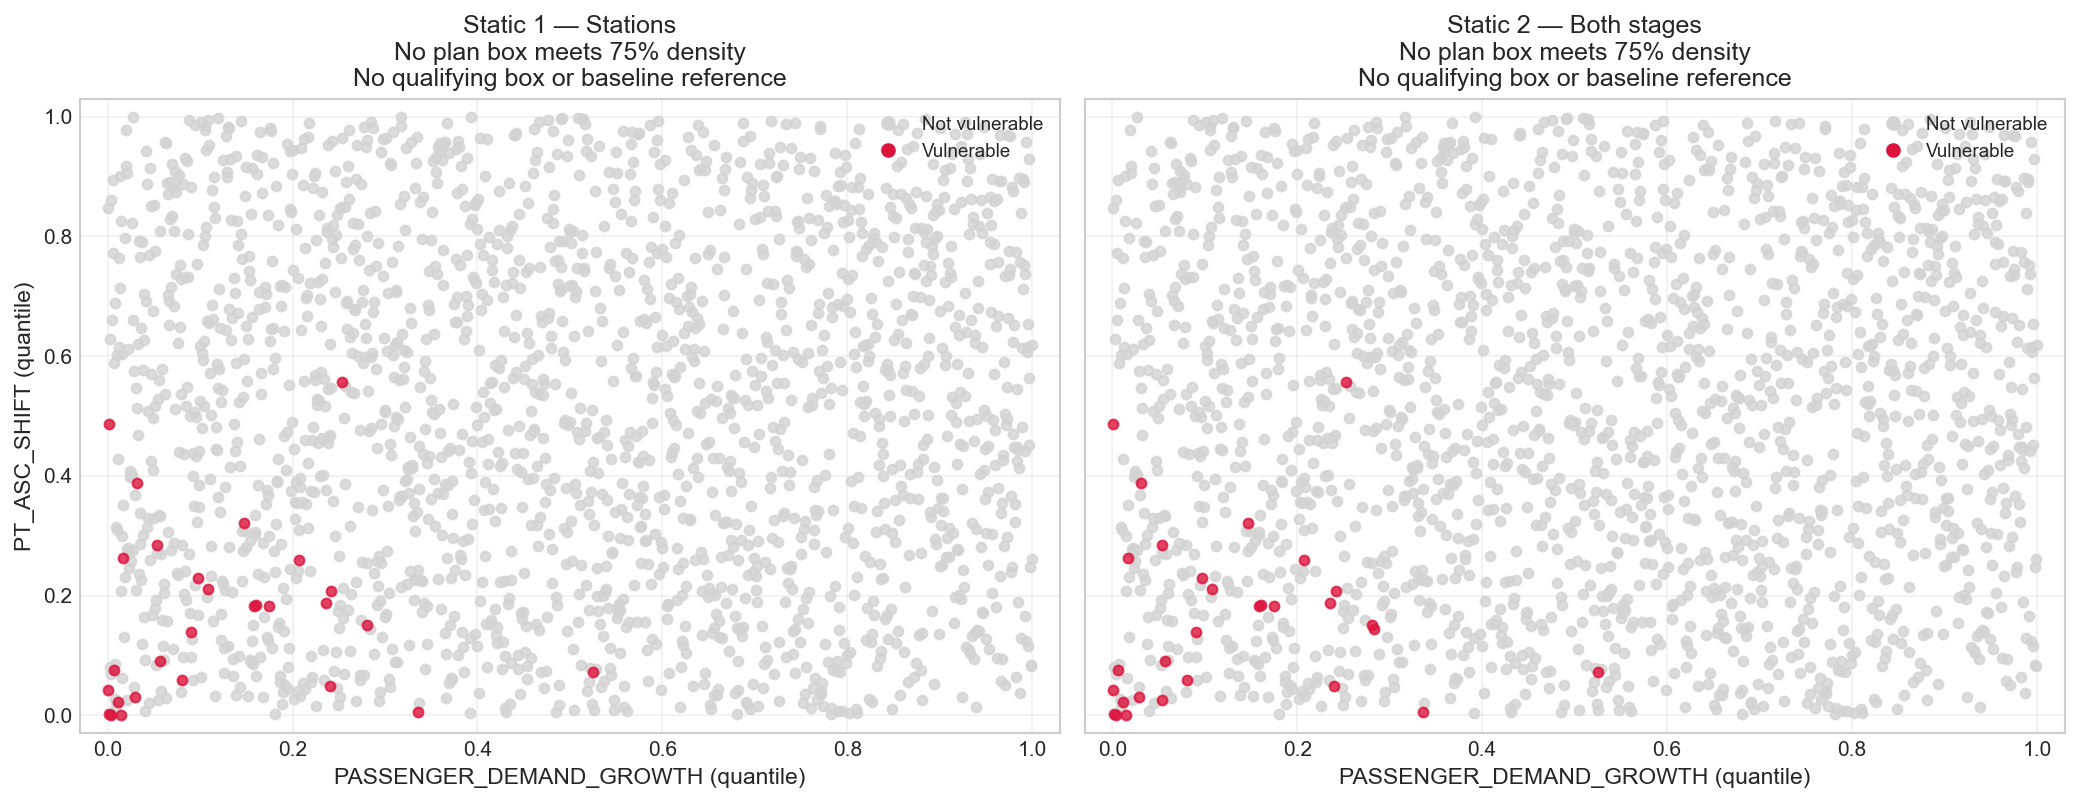 Static 1 — Stations
No plan box meets 75% density
No qualifying box or baseline reference
Static 2 — Both stages
No plan box meets 75% density
No qualifying box or baseline reference
Not vulnerable
Vulnerable
Not vulnerable
Vulnerable
PT_ASC_SHIFT (quantile)
1.0
0.8
0.6
0.4
0.2
0.0
0.0 0.2 0.4 0.6 0.8 1.0
0.0 0.2 0.4 0.6 0.8 1.0
PASSENGER_DEMAND_GROWTH (quantile)
PASSENGER_DEMAND_GROWTH (quantile)